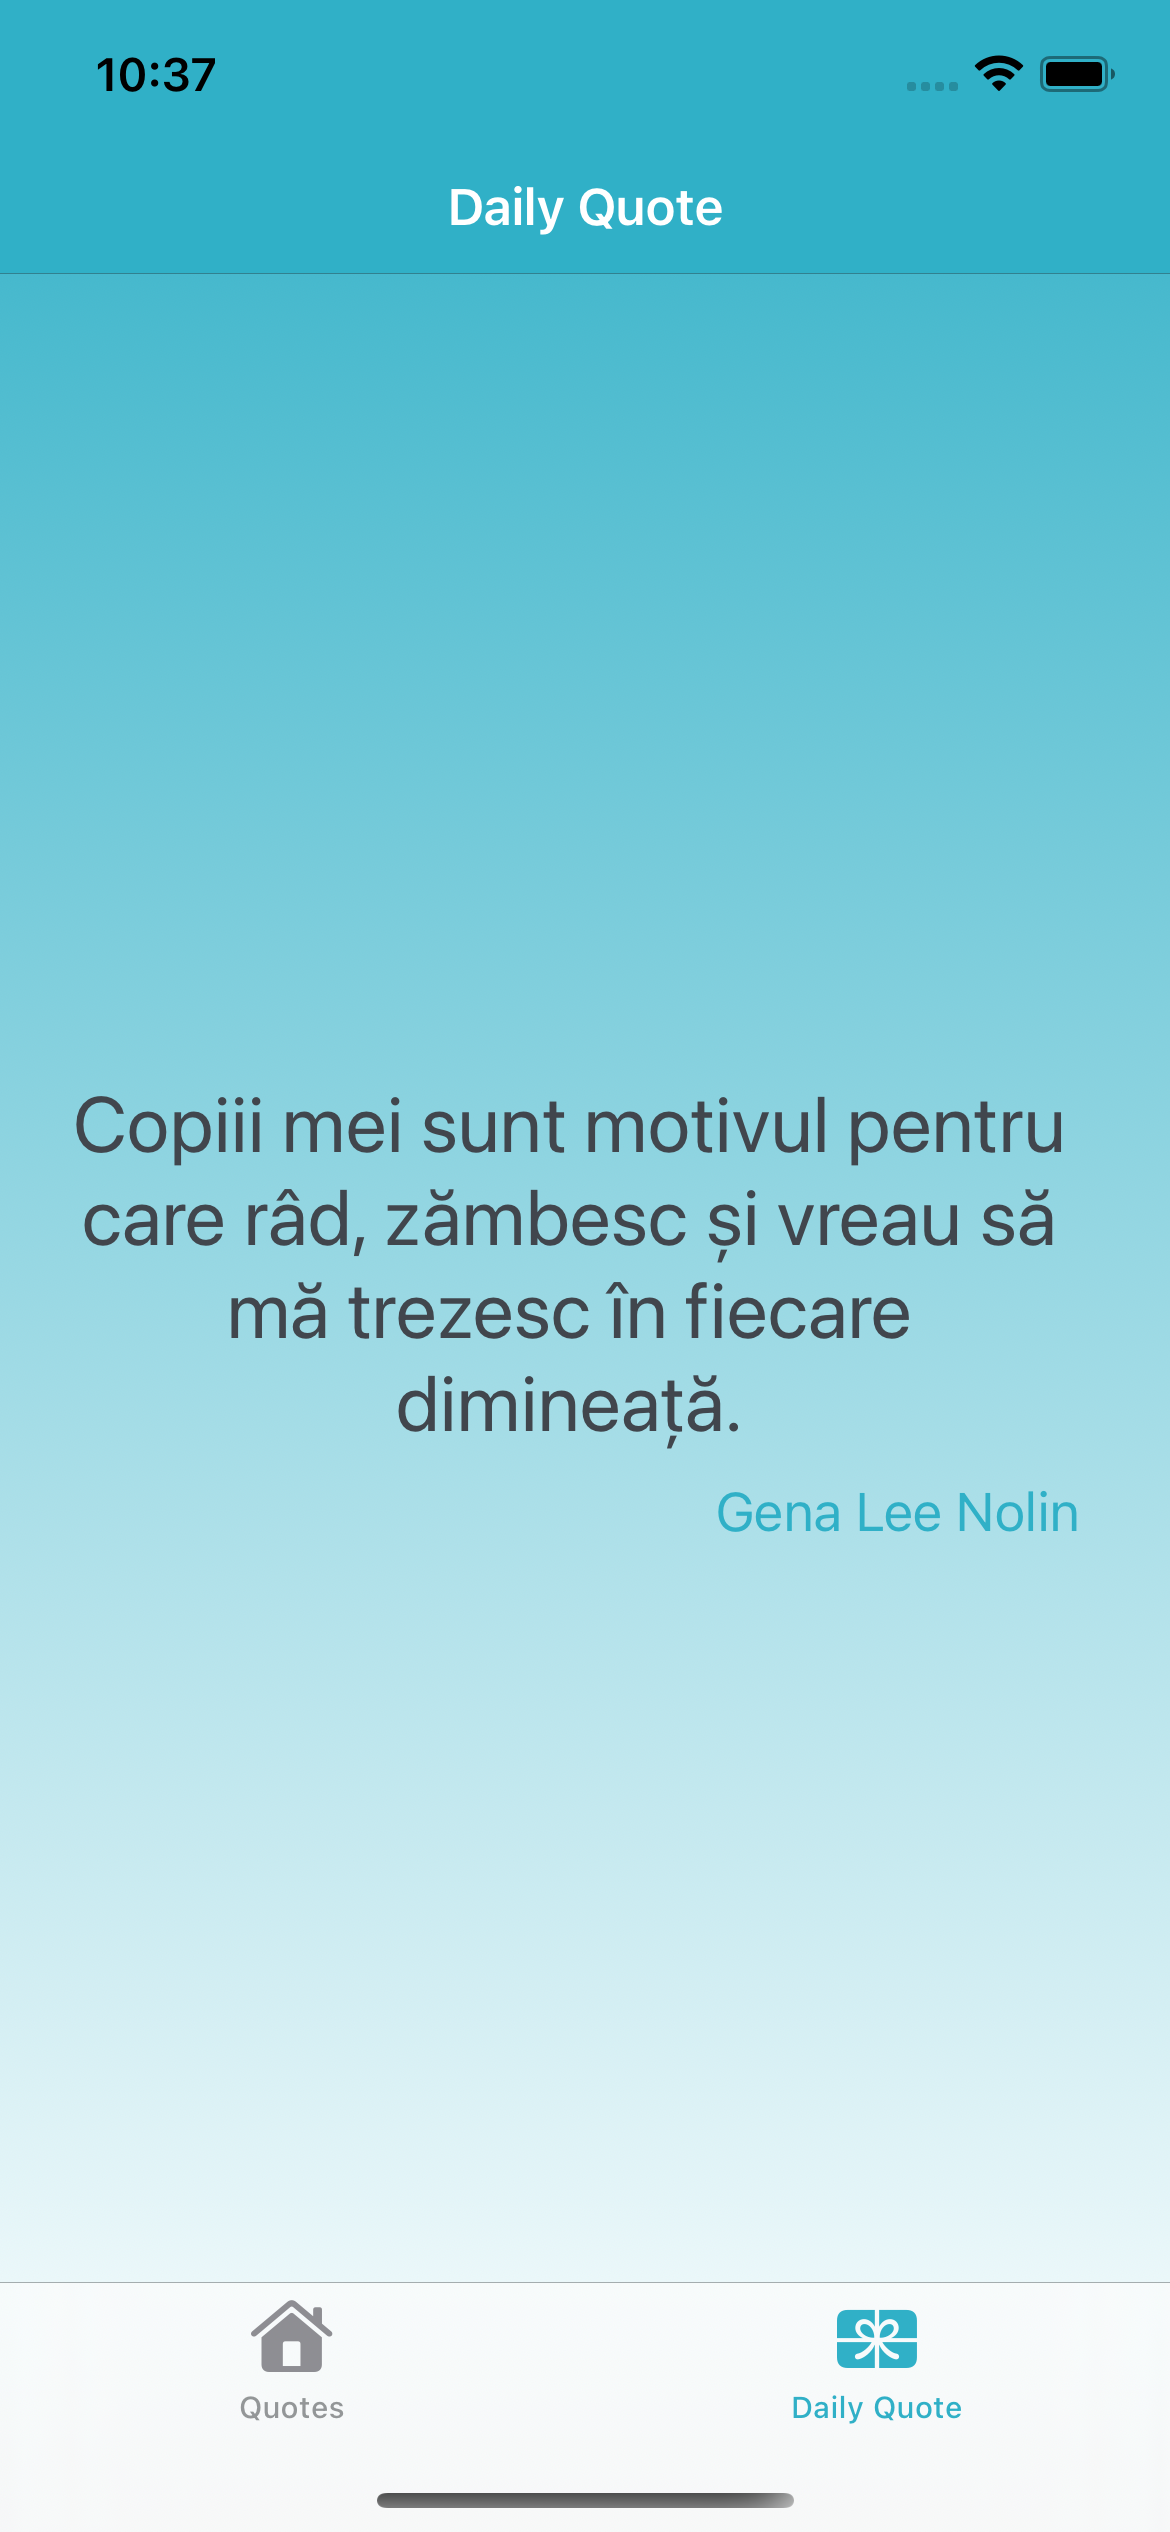 10:37
Daily Quote
Copiii mei sunt motivul pentru
care râd, zămbesc și vreau să
mă trezesc în fiecare
dimineață.
Gena Lee Nolin
Quotes
Daily Quote